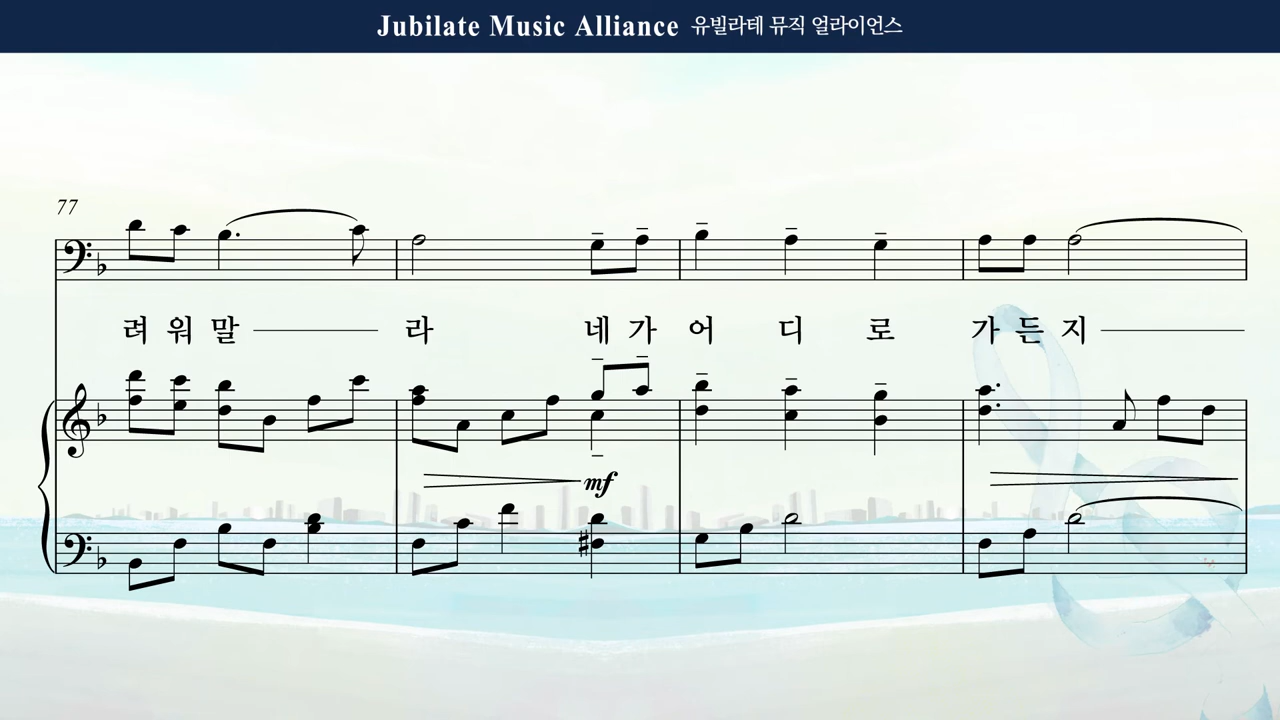 Jubilate Music Alliance 유빌라테 뮤직 얼라이언스
77
려 워 말 라 네 가 어 디 로 가 든 지
mf